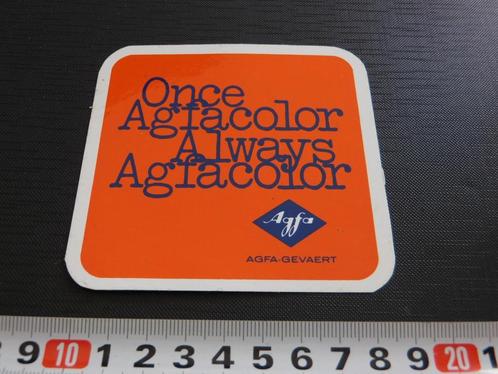 Once
Agfacolor
Always
Agfacolor
Agfa
AGFA-GEVAERT
9 10 1 2 3 4 5 6 7 8 9 20 1